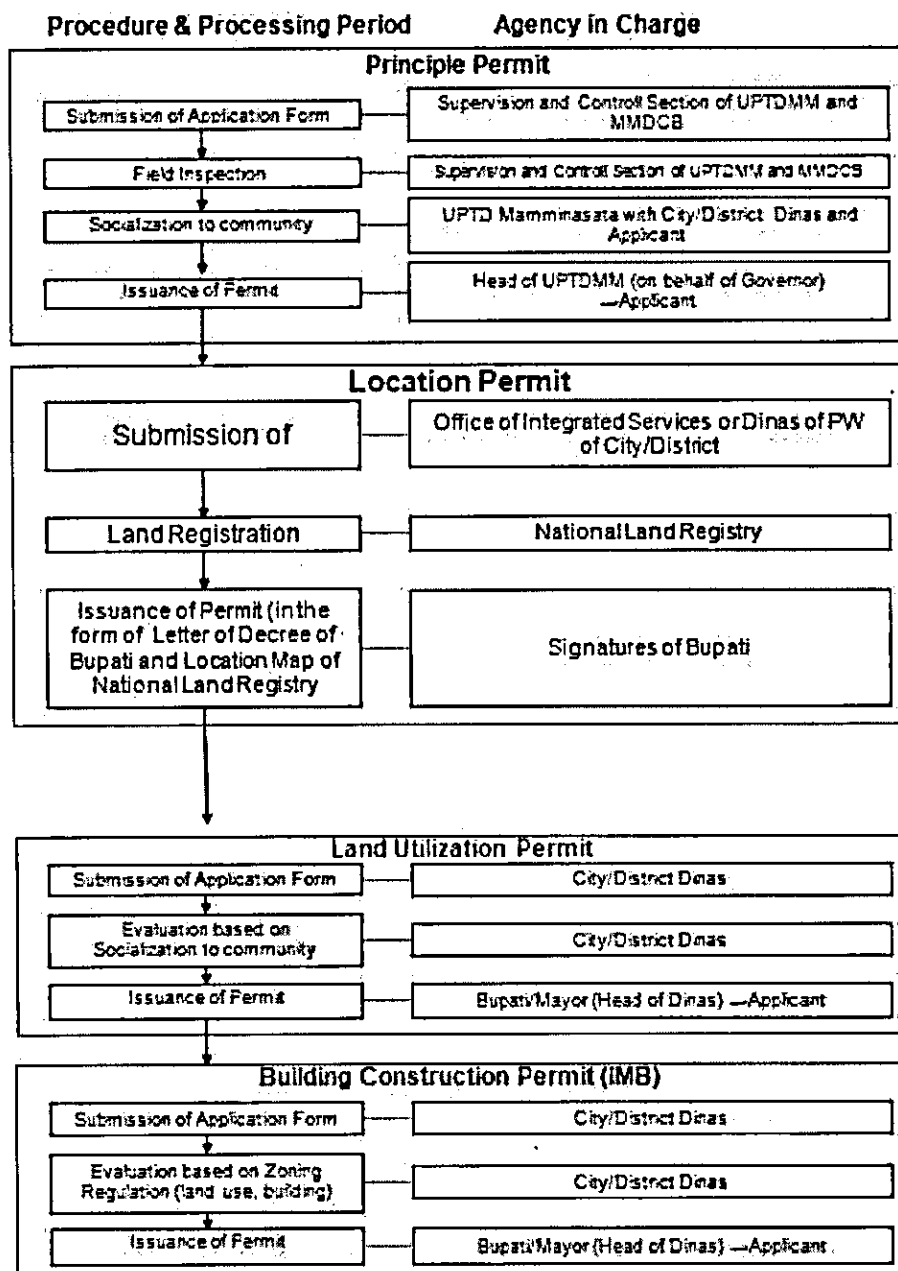 Procedure & Processing Period Agency in Charge
Principle Permit
Submission of Application Form
Supervision and Controll Section of UPTDMM and
MMDCB
Field Inspection
Supervision and Controll Section of UPTDMM and MMDCB
Socialization to community
UPTD Mamminasata with City/District Dinas and
Applicant
Issuance of Permit
Head of UPTDMM (on behalf of Governor)
—Applicant
Location Permit
Submission of
Office of Integrated Services or Dinas of PW
of City/District
Land Registration
National Land Registry
Issuance of Permit (in the
form of Letter of Decree of
Bupati and Location Map of
National Land Registry
Signatures of Bupati
Land Utilization Permit
Submission of Application Form
City/District Dinas
Evaluation based on
Socialization to community
City/District Dinas
Issuance of Permit
Bupati/Mayor (Head of Dinas) —Applicant
Building Construction Permit (IMB)
Submission of Application Form
City/District Dinas
Evaluation based on Zoning
Regulation (land use, building)
City/District Dinas
Issuance of Permit
Bupati/Mayor (Head of Dinas) —Applicant